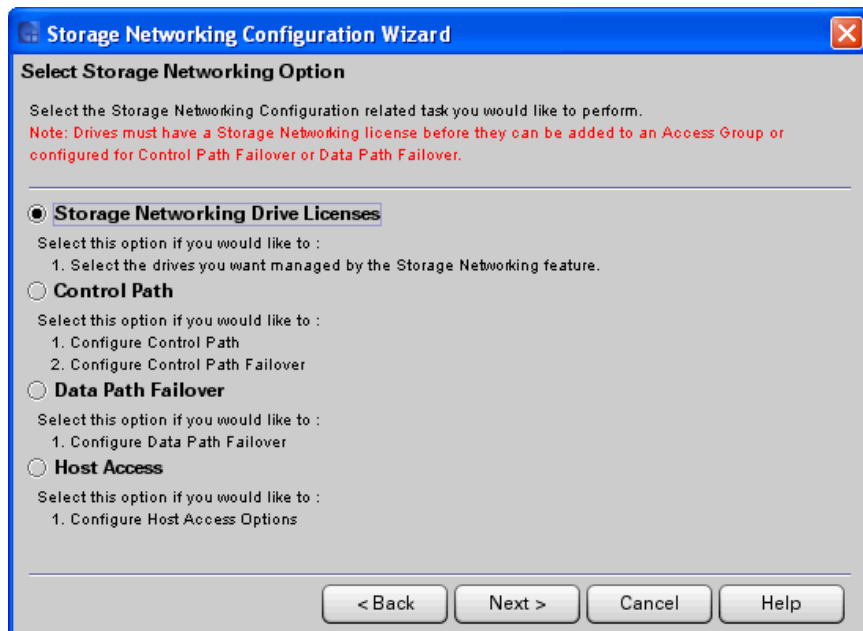 Storage Networking Configuration Wizard
Select Storage Networking Option
Select the Storage Networking Configuration related task you would like to perform.
Note: Drives must have a Storage Networking license before they can be added to an Access Group or
configured for Control Path Failover or Data Path Failover.
Storage Networking Drive Licenses
Select this option if you would like to :
1. Select the drives you want managed by the Storage Networking feature.
Control Path
Select this option if you would like to :
1. Configure Control Path
2. Configure Control Path Failover
Data Path Failover
Select this option if you would like to :
1. Configure Data Path Failover
Host Access
Select this option if you would like to :
1. Configure Host Access Options
< Back
Next >
Cancel
Help